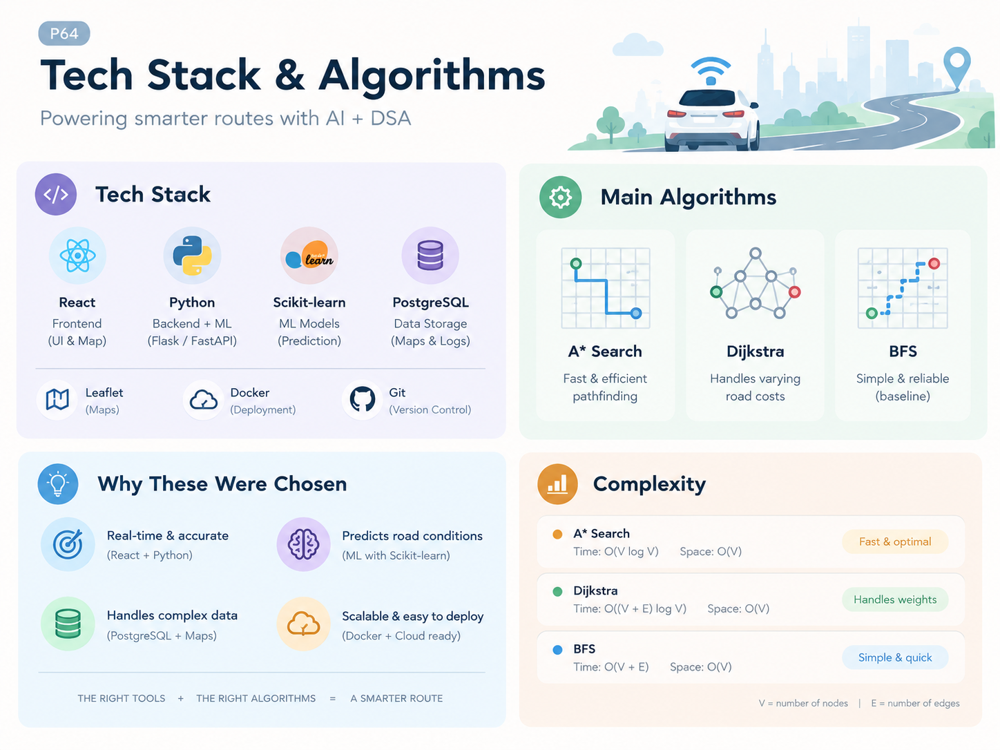 P64
Tech Stack & Algorithms
Powering smarter routes with AI + DSA
Tech Stack
learn
React
Frontend
(UI & Map)
Python
Backend + ML
(Flask / FastAPI)
Scikit-learn
ML Models
(Prediction)
PostgreSQL
Data Storage
(Maps & Logs)
Leaflet
(Maps)
Docker
(Deployment)
Git
(Version Control)
Main Algorithms
A* Search
Fast & efficient
pathfinding
Dijkstra
Handles varying
road costs
BFS
Simple & reliable
(baseline)
Why These Were Chosen
Real-time & accurate
(React + Python)
Predicts road conditions
(ML with Scikit-learn)
Handles complex data
(PostgreSQL + Maps)
Scalable & easy to deploy
(Docker + Cloud ready)
THE RIGHT TOOLS + THE RIGHT ALGORITHMS = A SMARTER ROUTE
Complexity
A* Search
Time: O(V log V) Space: O(V)
Fast & optimal
Dijkstra
Time: O((V + E) log V) Space: O(V)
Handles weights
BFS
Time: O(V + E) Space: O(V)
Simple & quick
V = number of nodes | E = number of edges